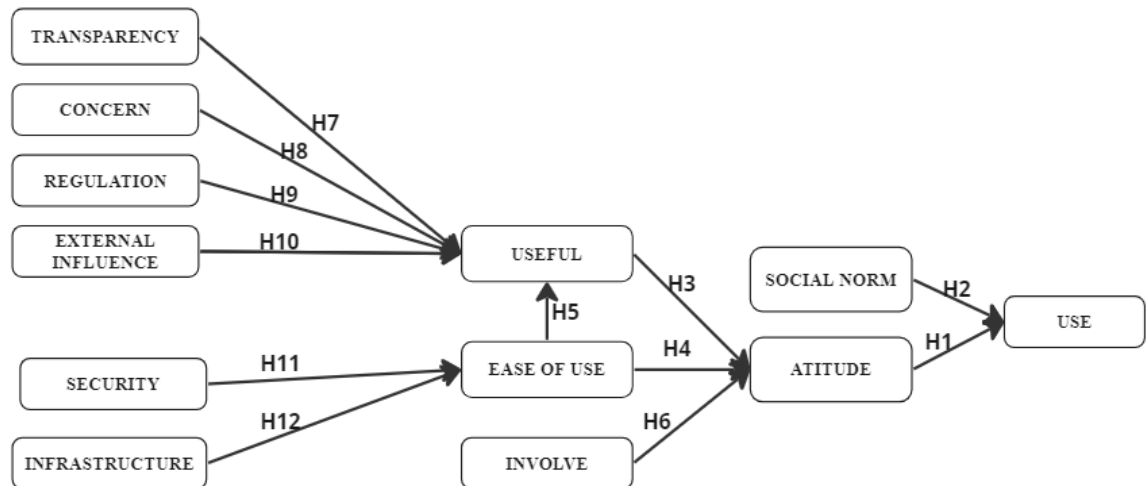 TRANSPARENCY
CONCERN
H7
H8
REGULATION
H9
EXTERNAL
INFLUENCE
H10
USEFUL
H3
SOCIAL NORM
H2
USE
H5
H1
SECURITY
H11
EASE OF USE
H4
ATITUDE
H12
H6
INFRASTRUCTURE
INVOLVE